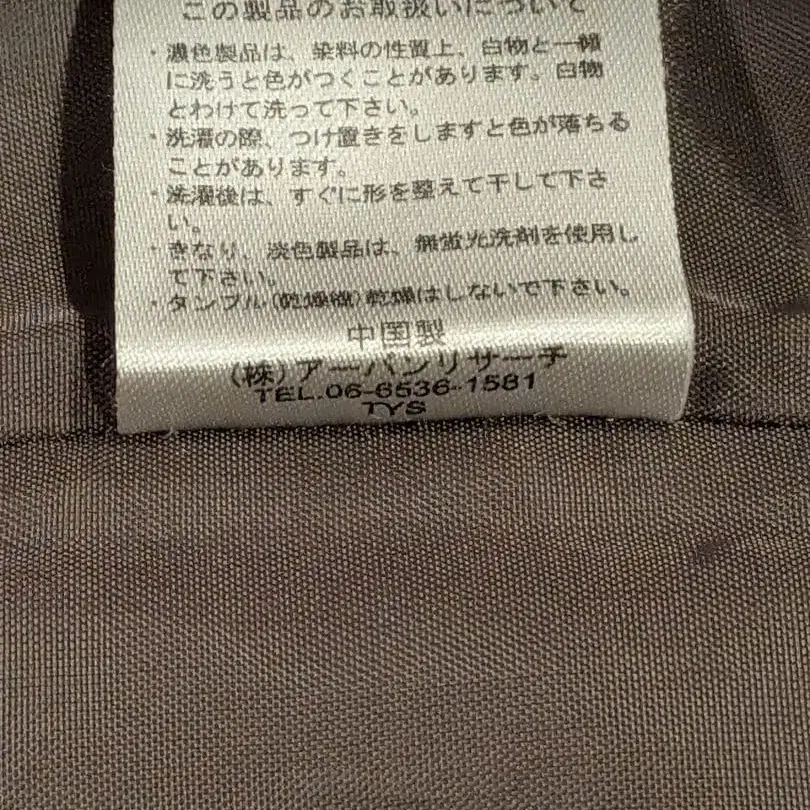 この製品のお取扱いについて
・濃色製品は、染料の性質上、白物と一緒
に洗うと色がつくことがあります。白物
とわけて洗って下さい。
・洗濯の際、つけ置きをしますと色が落ちる
ことがあります。
・洗濯後は、すぐに形を整えて干して下さ
い。
・きなり、淡色製品は、無蛍光洗剤を使用し
て下さい。
・タンブル(乾燥機)乾燥はしないで下さい。
中国製
(株)アーバンリサーチ
TEL.06-6536-1581
TYS